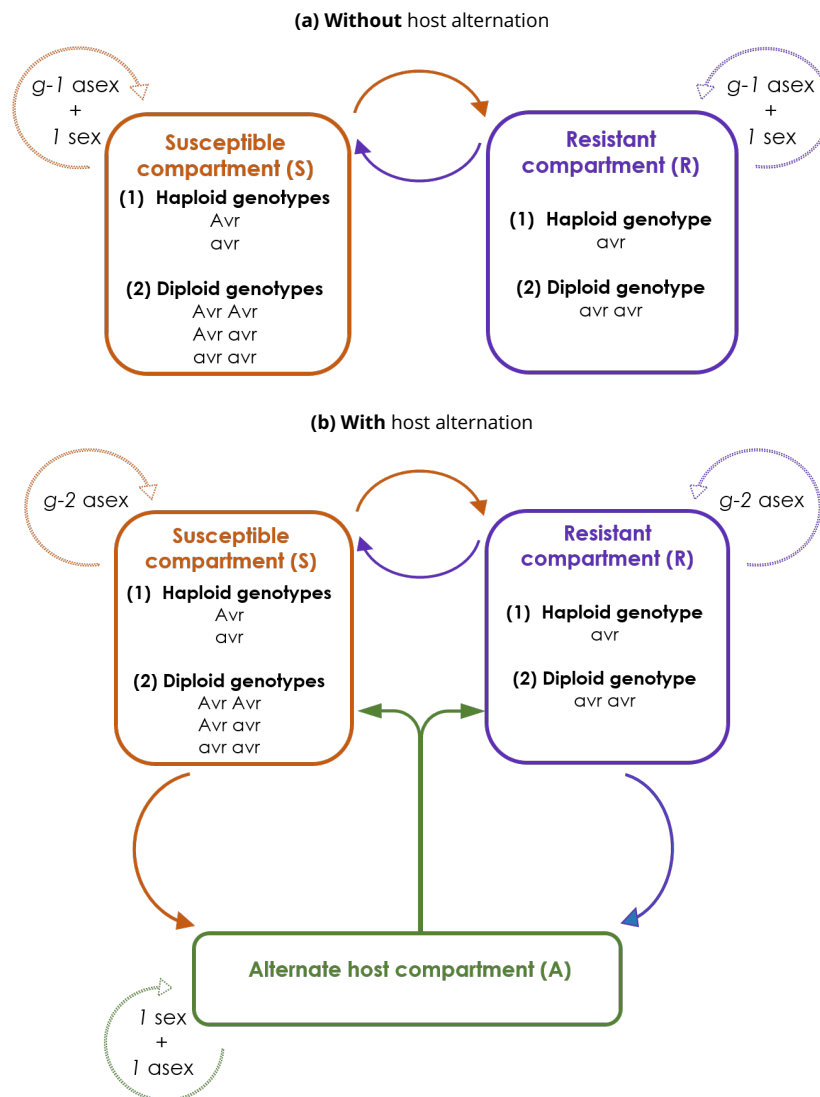 (a) Without host alternation
g-1 asex
+
1 sex
g-1 asex
+
1 sex
Susceptible
compartment (S)
(1) Haploid genotypes
Avr
avr
(2) Diploid genotypes
Avr Avr
Avr avr
avr avr
Resistant
compartment (R)
(1) Haploid genotype
avr
(2) Diploid genotype
avr avr
(b) With host alternation
g-2 asex
g-2 asex
Susceptible
compartment (S)
(1) Haploid genotypes
Avr
avr
(2) Diploid genotypes
Avr Avr
Avr avr
avr avr
Resistant
compartment (R)
(1) Haploid genotype
avr
(2) Diploid genotype
avr avr
Alternate host compartment (A)
1 sex
+
1 asex